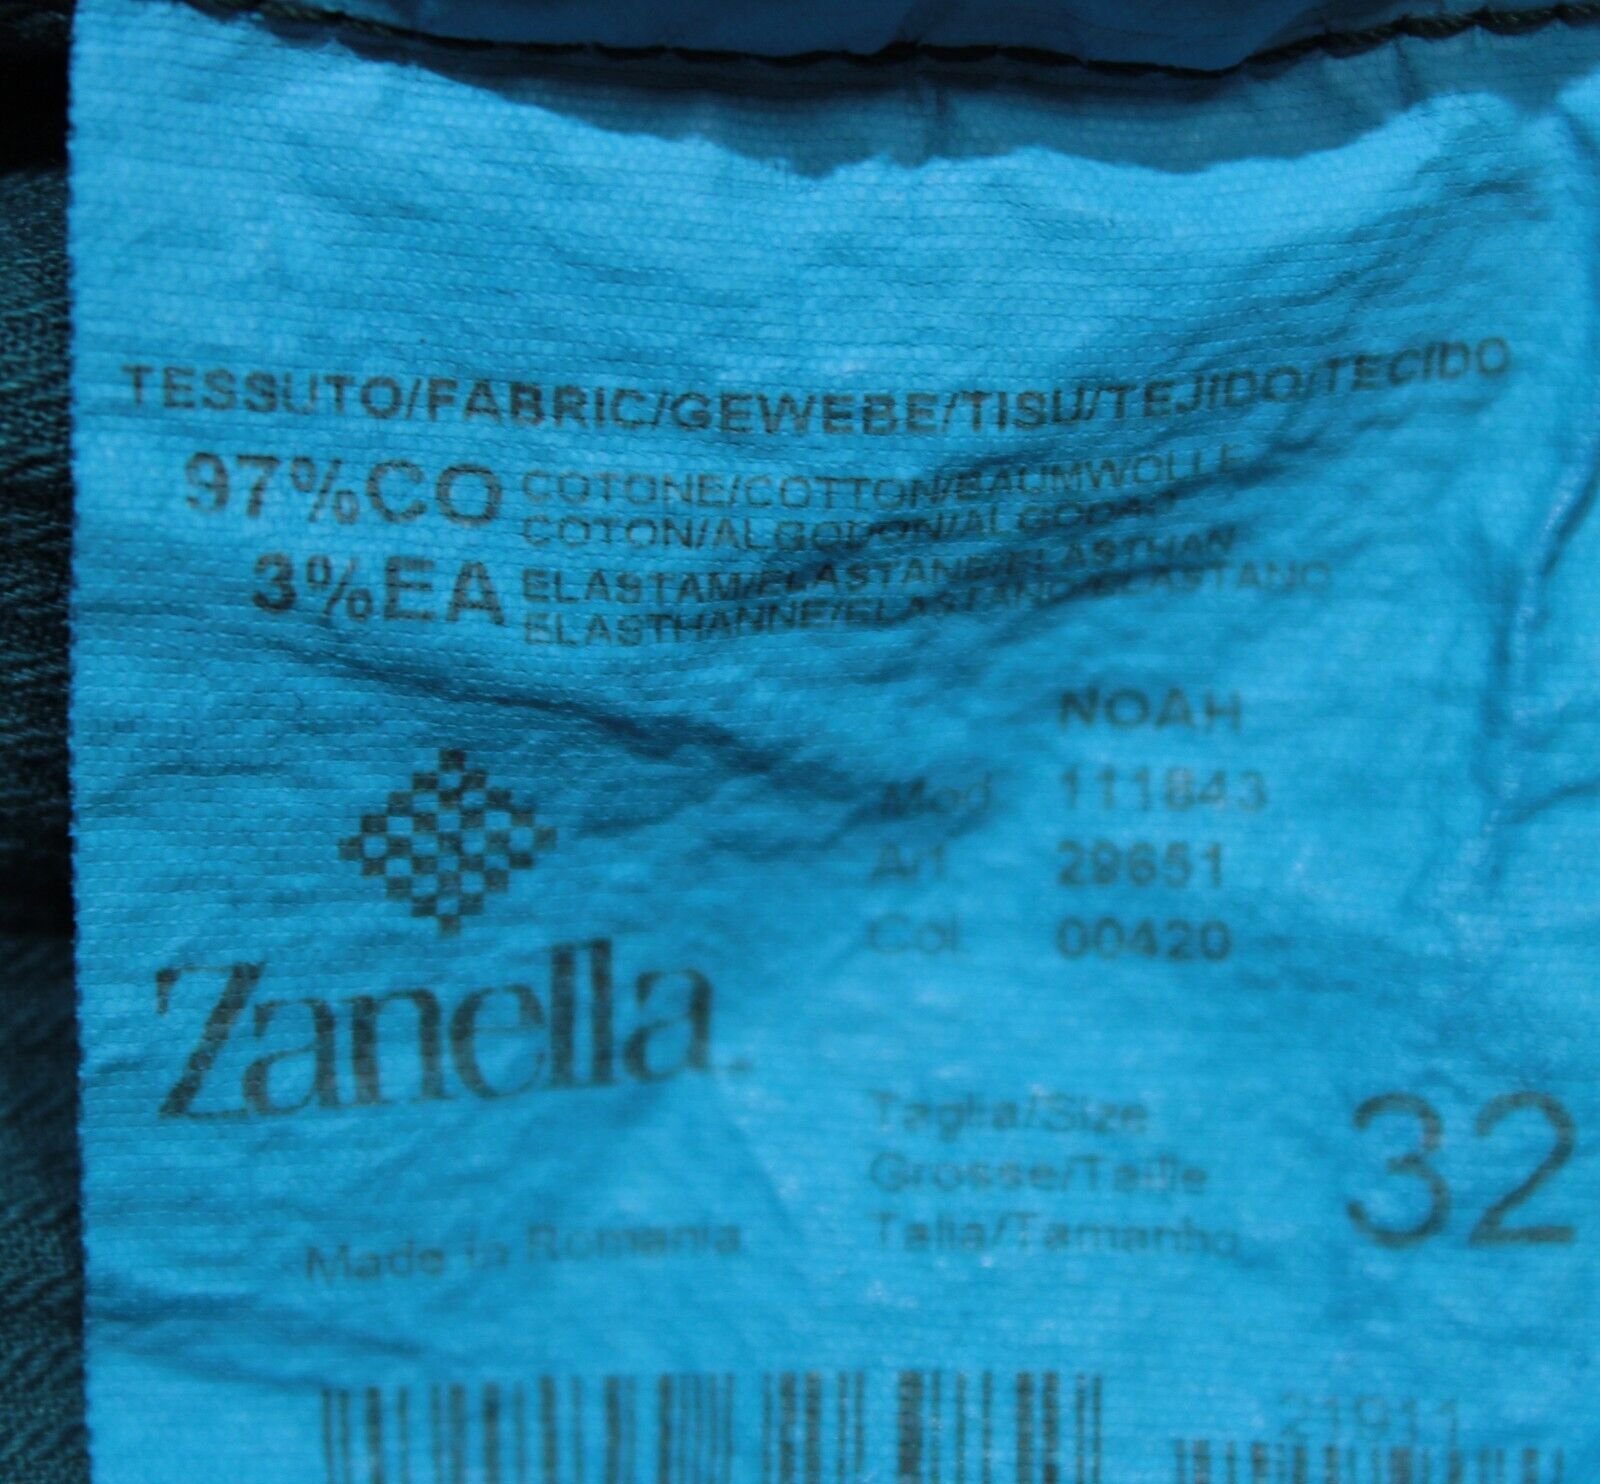 TESSUTO/FABRIC/GEWEBE/TISU/TEJIDO/TECIDO
97%CO COTONE/COTTON/BAUMWOLLE
COTON/ALGODON/ALGODAO
3%EA ELASTAM/ELASTANE/ELASTHAN
ELASTHANNE/ELASTANO/ELASTANO
NOAH
Mod. 111843
Art. 29651
Col. 00420
Zanella
Taglia/Size
Grosse/Taille
Talla/Tamanho
32
Made in Romania
21911